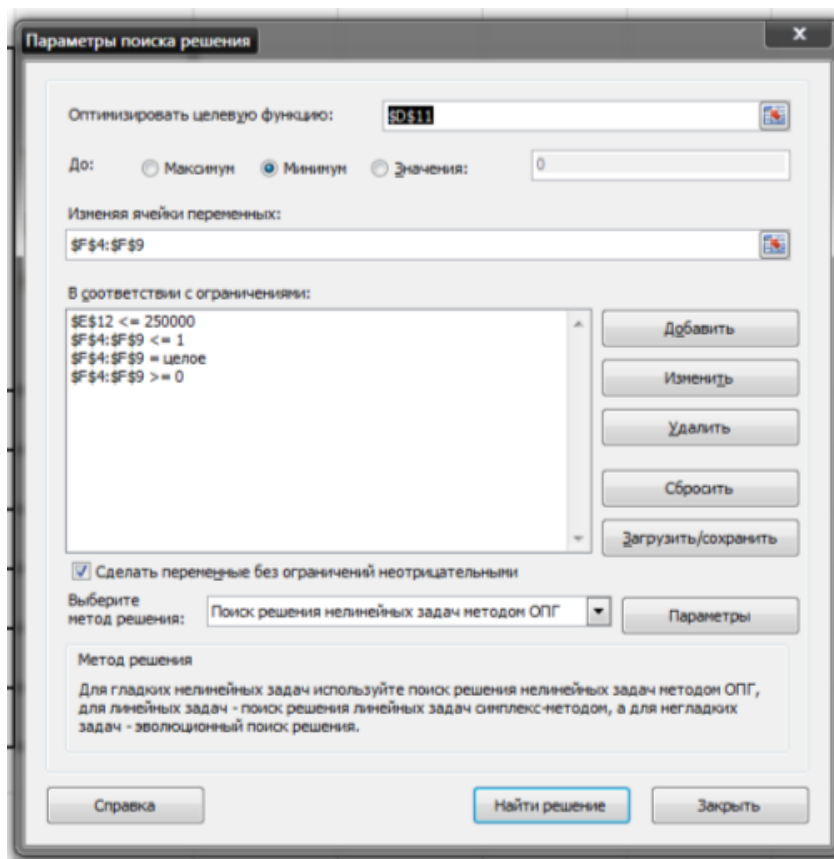 Параметры поиска решения
x
Оптимизировать целевую функцию: $D$11
До: Максимум Минимум Значения: 0
Изменяя ячейки переменных:
$F$4:$F$9
В соответствии с ограничениями:
$E$12 <= 250000
$F$4:$F$9 <= 1
$F$4:$F$9 = целое
$F$4:$F$9 >= 0
Добавить
Изменить
Удалить
Сбросить
Загрузить/сохранить
Сделать переменные без ограничений неотрицательными
Выберите
метод решения: Поиск решения нелинейных задач методом ОПГ Параметры
Метод решения
Для гладких нелинейных задач используйте поиск решения нелинейных задач методом ОПГ,
для линейных задач - поиск решения линейных задач симплекс-методом, а для негладких
задач - эволюционный поиск решения.
Справка Найти решение Закрыть